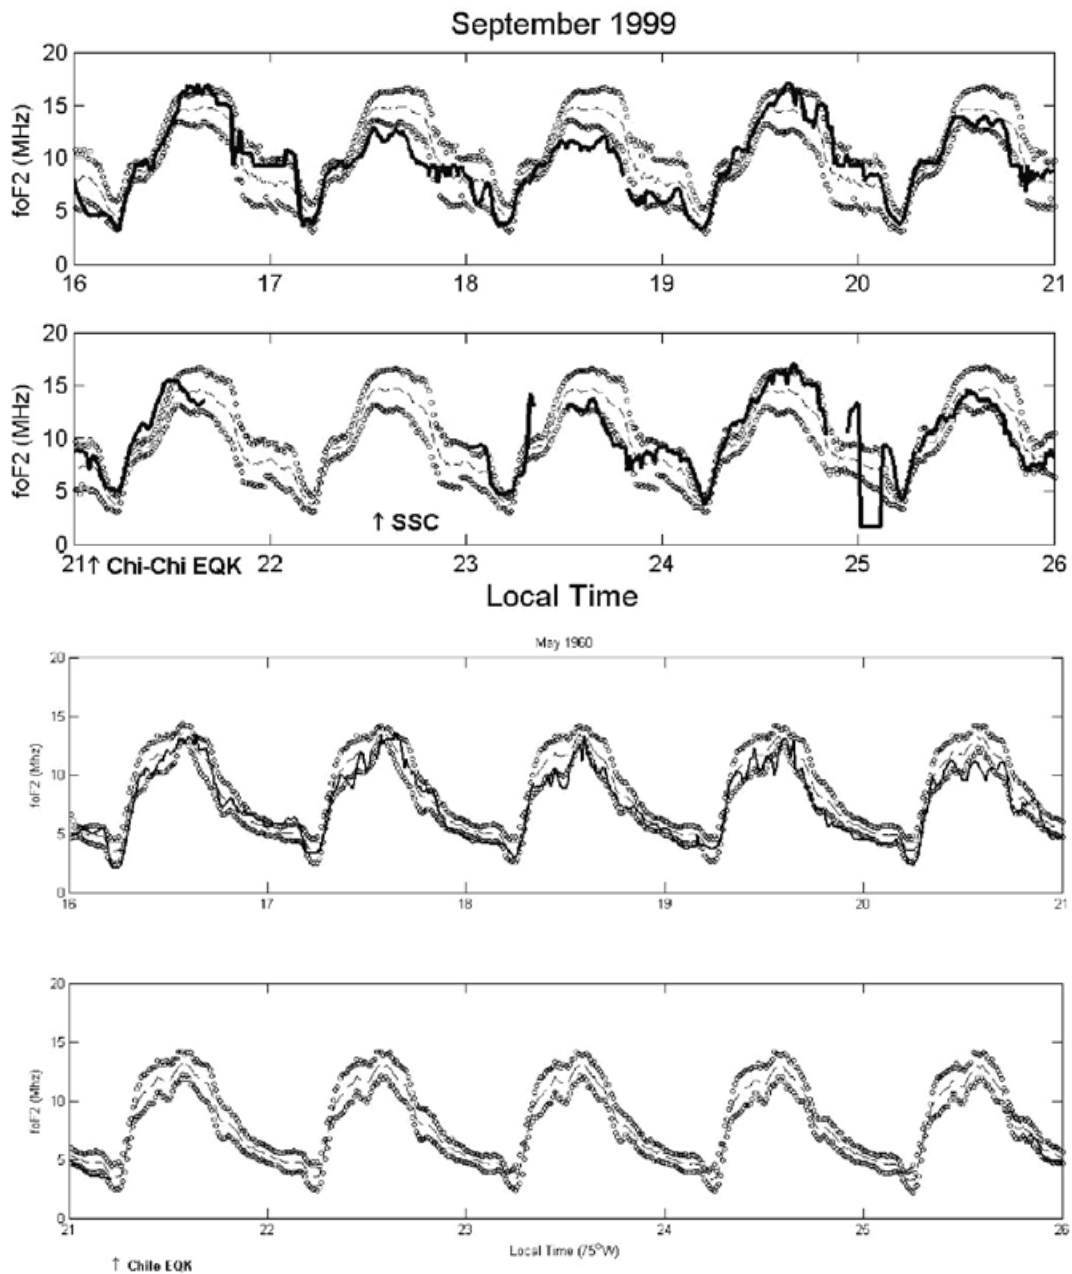 September 1999
20
15
10
5
0
foF2 (MHz)
16 17 18 19 20 21
20
15
10
5
0
foF2 (MHz)
↑ SSC
21↑ Chi-Chi EQK 22 23 24 25 26
Local Time
May 1960
20
15
10
5
0
foF2 (Mhz)
16 17 18 19 20 21
20
15
10
5
0
foF2 (Mhz)
21 22 23 24 25 26
Local Time (75°W)
↑ Chile EQK